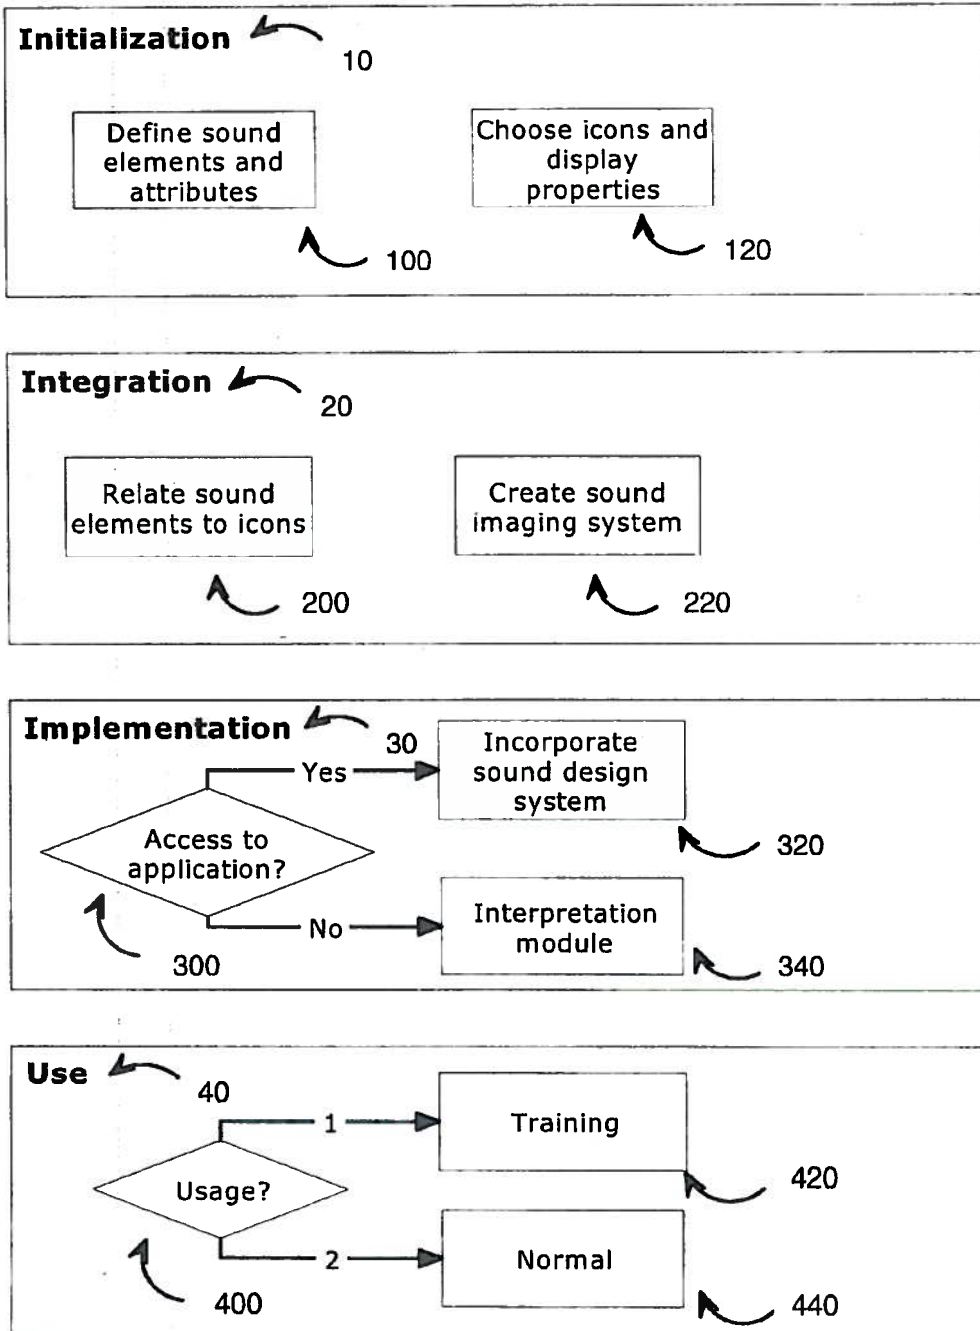 Initialization
10
Define sound
elements and
attributes
100
Choose icons and
display
properties
120
Integration
20
Relate sound
elements to icons
200
Create sound
imaging system
220
Implementation
30
Yes
Incorporate
sound design
system
320
Access to
application?
300
No
Interpretation
module
340
Use
40
1
Training
420
Usage?
400
2
Normal
440